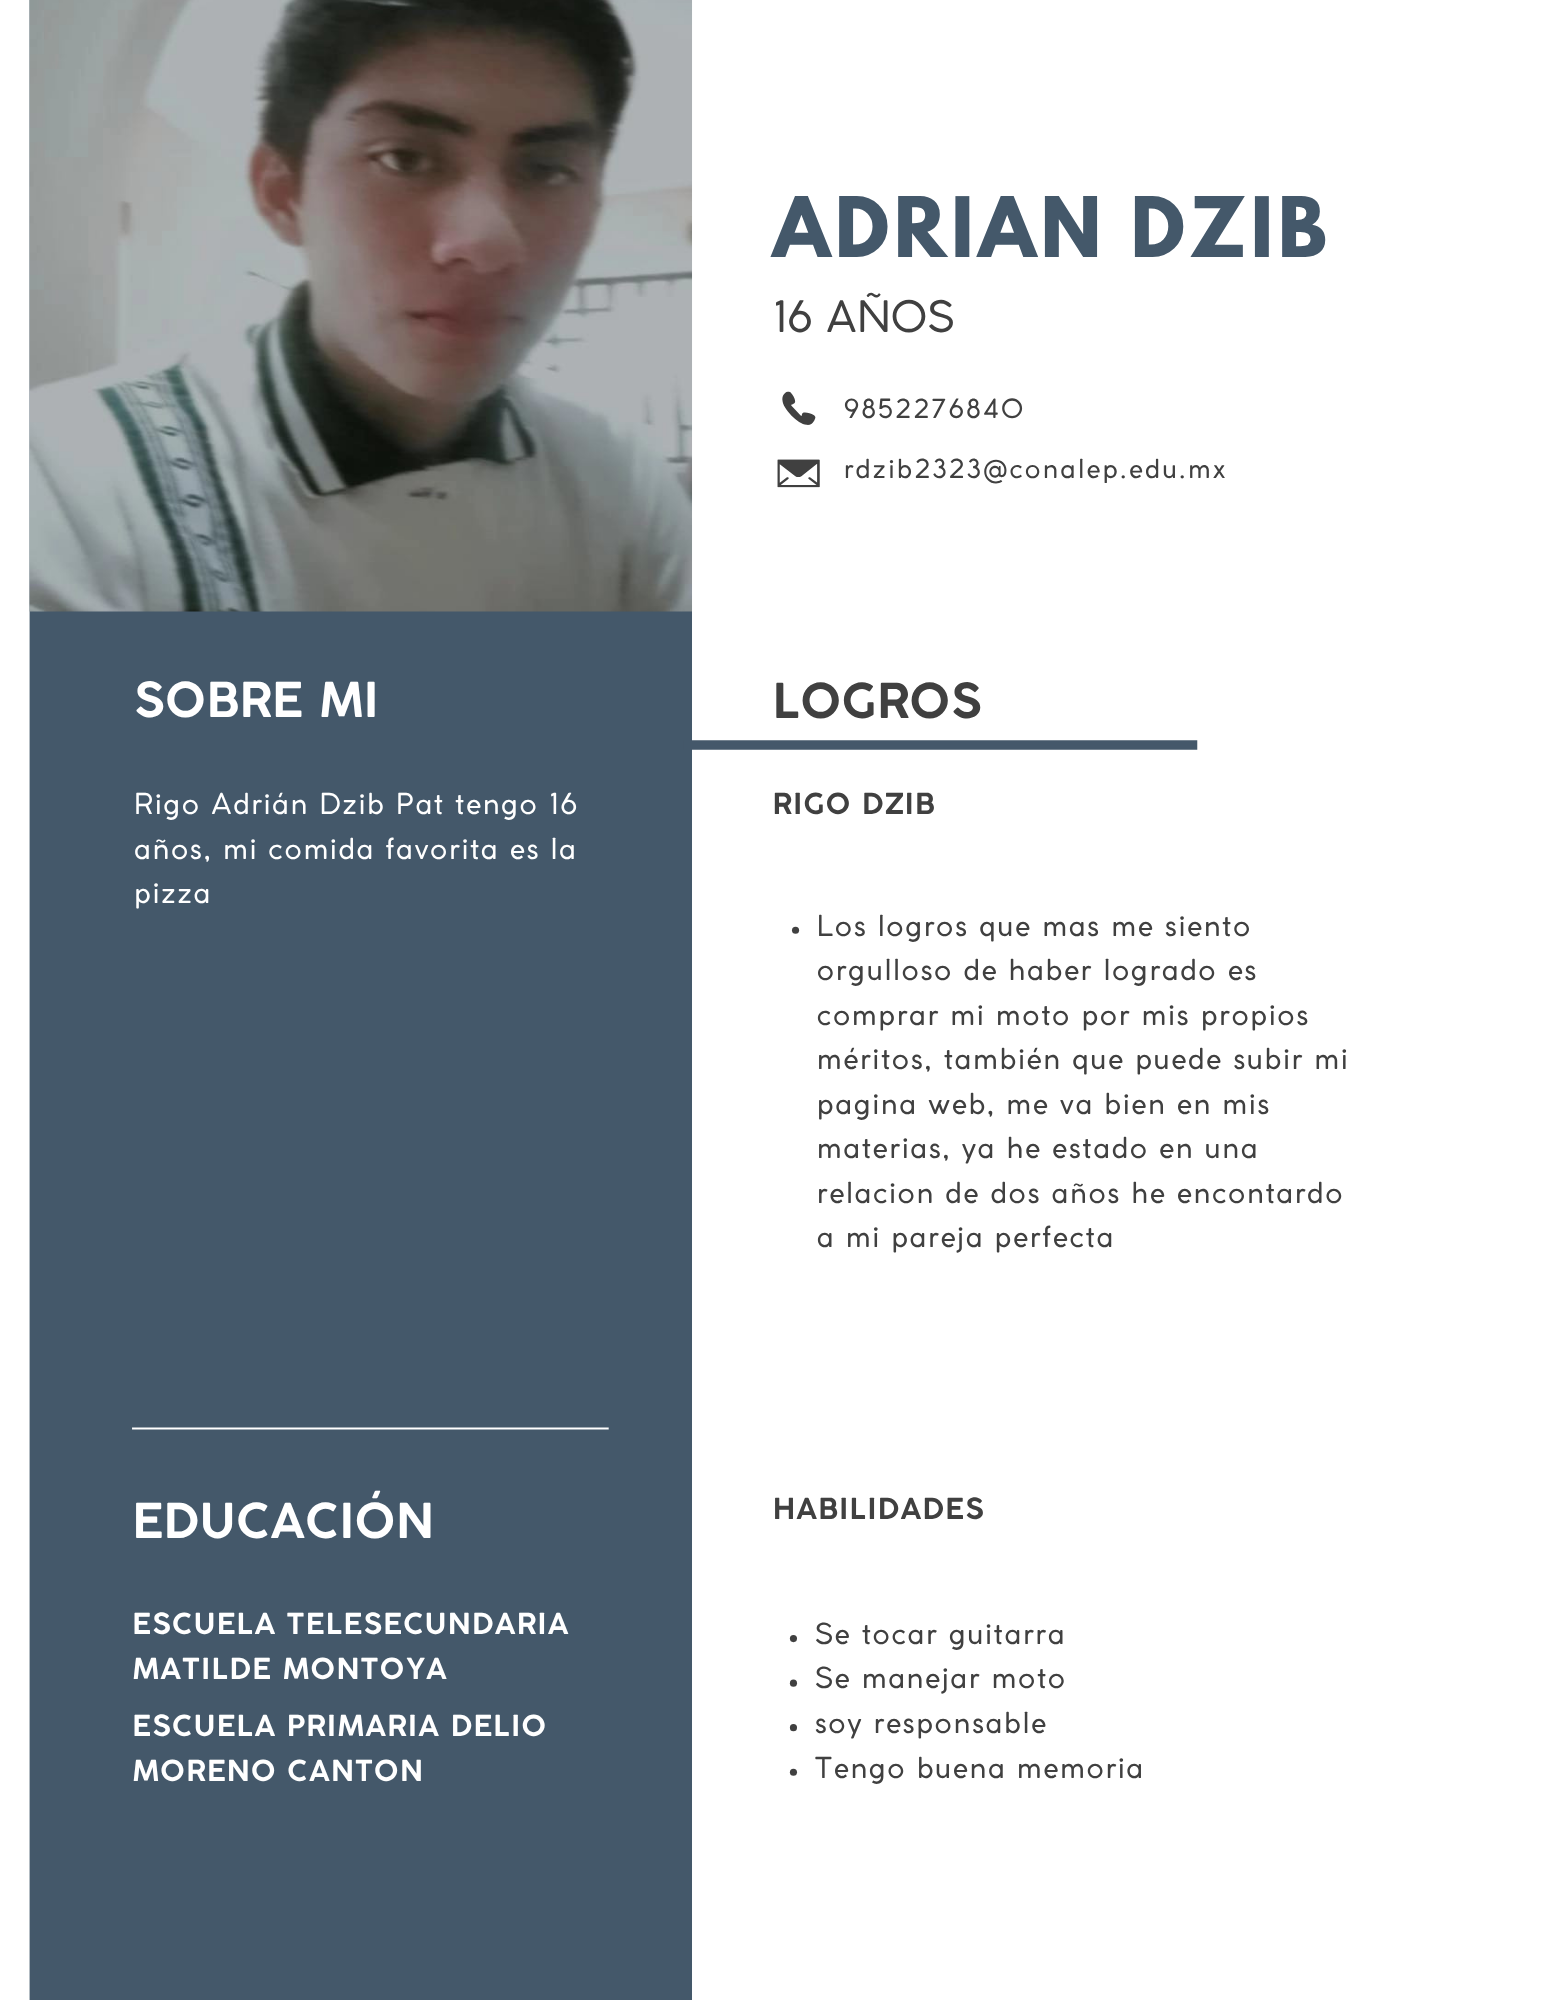 ADRIAN DZIB
16 AÑOS
9852276840
rdzib2323@conalep.edu.mx
SOBRE MI
Rigo Adrián Dzib Pat tengo 16
años, mi comida favorita es la
pizza
EDUCACIÓN
ESCUELA TELESECUNDARIA
MATILDE MONTOYA
ESCUELA PRIMARIA DELIO
MORENO CANTON
LOGROS
RIGO DZIB
• Los logros que mas me siento
orgulloso de haber logrado es
comprar mi moto por mis propios
méritos, también que puede subir mi
pagina web, me va bien en mis
materias, ya he estado en una
relacion de dos años he encontardo
a mi pareja perfecta
HABILIDADES
• Se tocar guitarra
• Se manejar moto
• soy responsable
• Tengo buena memoria